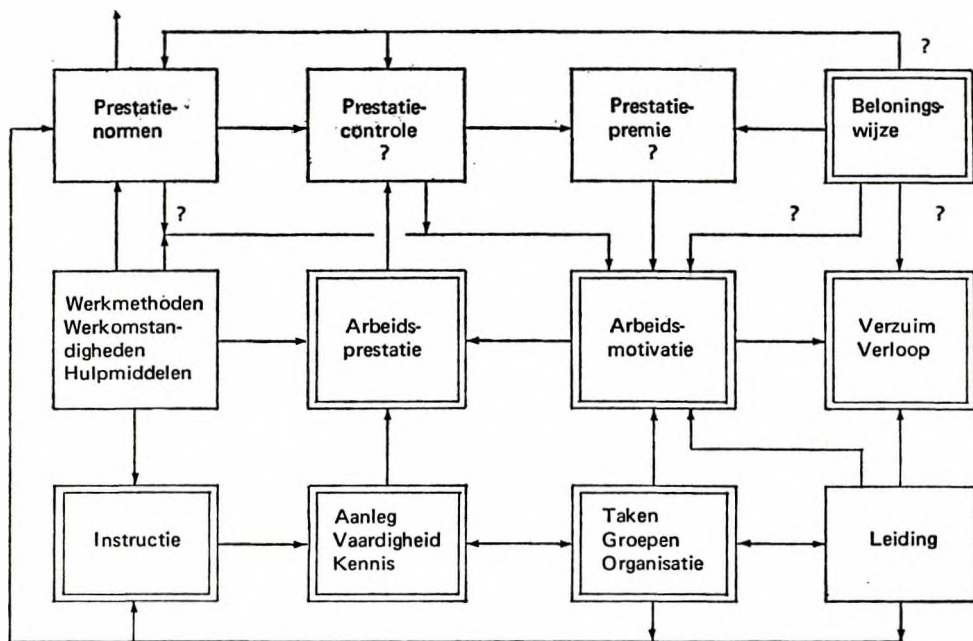 ?
Prestatie-
normen
Prestatie-
controle
?
Prestatie-
premie
?
Belonings-
wijze
?
?
?
Werkmethoden
Werkomstan-
digheden
Hulpmiddelen
Arbeids-
prestatie
Arbeids-
motivatie
Verzuim
Verloop
Instructie
Aanleg
Vaardigheid
Kennis
Taken
Groepen
Organisatie
Leiding